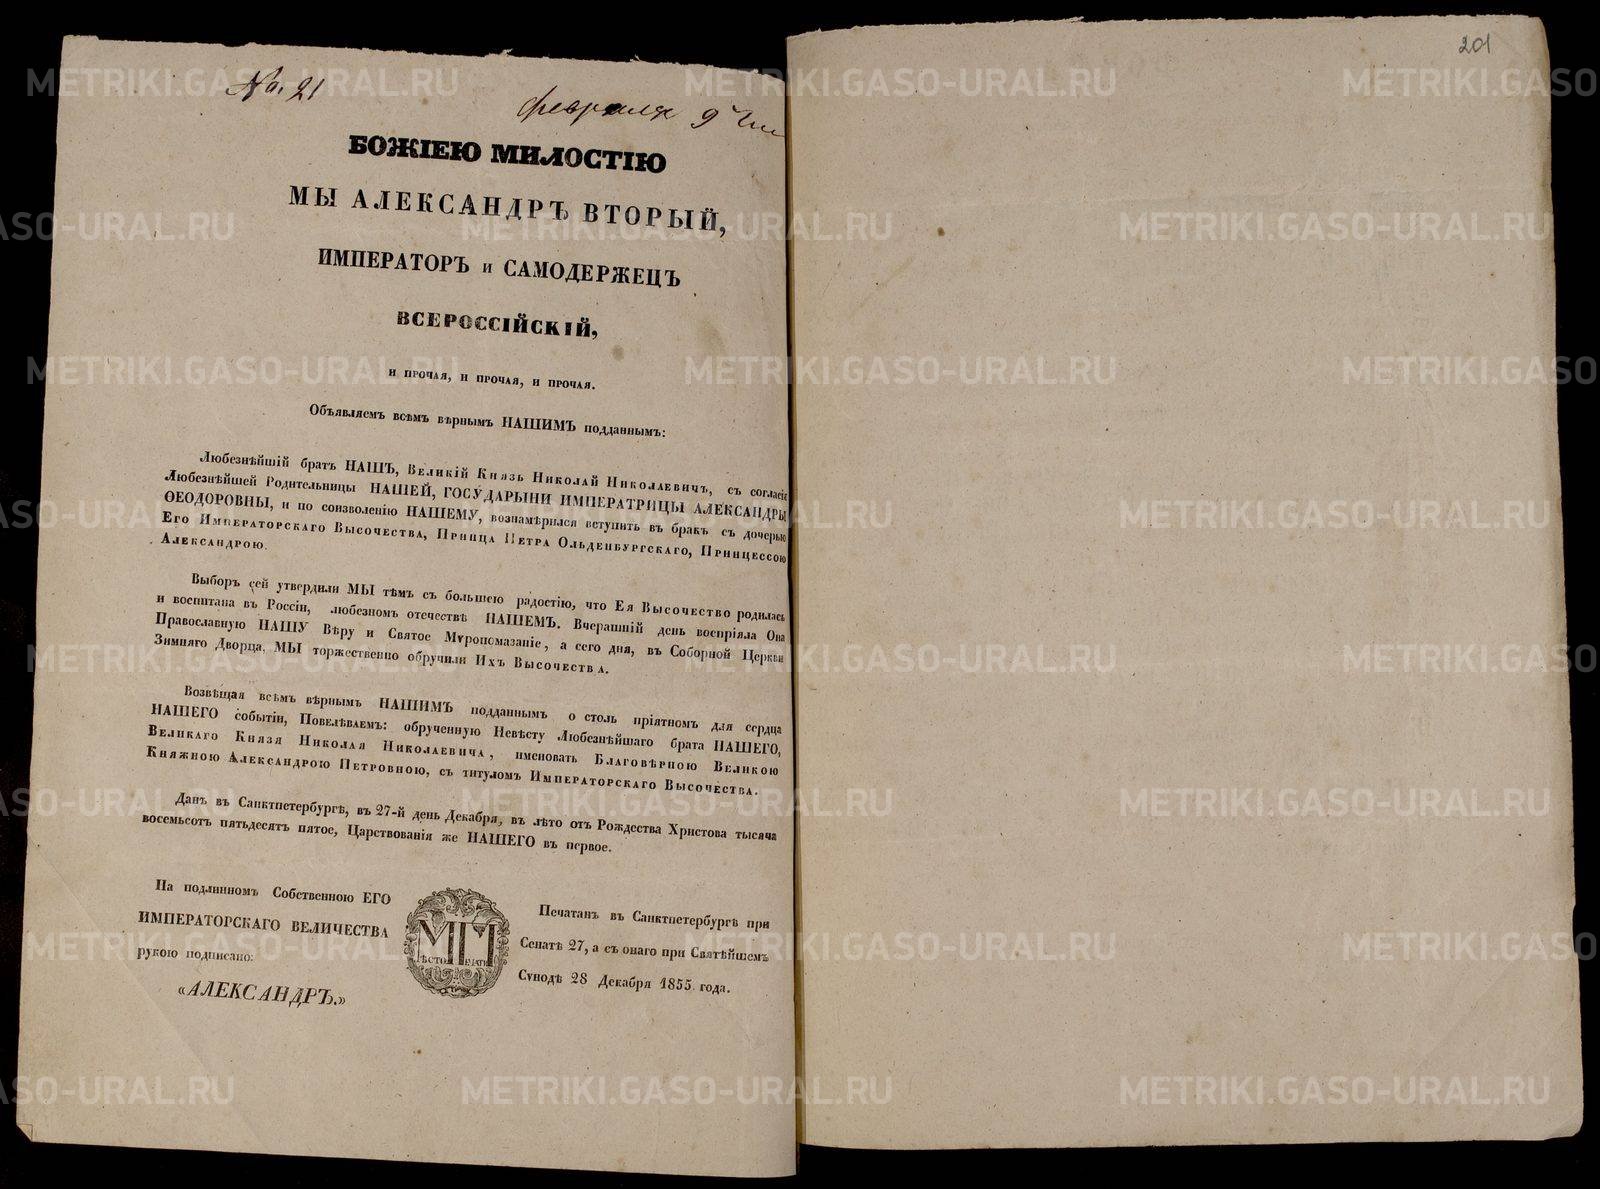 201
№ 21
февраля 9
БОЖІЕЮ МИЛОСТІЮ
МЫ АЛЕКСАНДРЪ ВТОРЫЙ,
ИМПЕРАТОРЪ и САМОДЕРЖЕЦЪ
ВСЕРОССІЙСКІЙ,
и прочая, и прочая, и прочая.
Объявляемъ всѣмъ вѣрнымъ НАШИМЪ подданнымъ:
Любезнѣйшій братъ НАШЪ, Великій Князь Николай Николаевичъ, съ согласія
Любезнѣйшей Родительницы НАШЕЙ, ГОСУДАРЫНИ ИМПЕРАТРИЦЫ АЛЕКСАНДРЫ
ѲЕОДОРОВНЫ, и по соизволенію НАШЕМУ, вознамѣрился вступить въ бракъ съ дочерью
Его Императорскаго Высочества, Принца Петра Ольденбургскаго, Принцессою
Александрою.
Выборъ сей утвердили МЫ тѣмъ съ большею радостію, что Ея Высочество родилась
и воспитана въ Россіи, любезномъ отечествѣ НАШЕМЪ. Вчерашній день воспріяла Она
Православную НАШУ Вѣру и Святое Мѵропомазаніе, а сего дня, въ Соборной Церкви
Зимняго Дворца, МЫ торжественно обручили Ихъ Высочества.
Возвѣщая всѣмъ вѣрнымъ НАШИМЪ подданнымъ о столь пріятномъ для сердца
НАШЕГО событіи, Повелѣваемъ: обрученную Невѣсту Любезнѣйшаго брата НАШЕГО,
Великаго Князя Николая Николаевича, именовать Благовѣрною Великою
Княжною Александрою Петровною, съ титуломъ Императорскаго Высочества.
Данъ въ Санктпетербургѣ, въ 27-й день Декабря, въ лѣто отъ Рождества Христова тысяча
восемьсотъ пятьдесятъ пятое, Царствованія же НАШЕГО въ первое.
На подлинномъ Собственною ЕГО
ИМПЕРАТОРСКАГО ВЕЛИЧЕСТВА
рукою подписано:
«АЛЕКСАНДРЪ.»
МѢСТО ПЕЧАТИ
Печатанъ въ Санктпетербургѣ при
Сенатѣ 27, а съ онаго при Святѣйшемъ
Сѵнодѣ 28 Декабря 1855 года.
METRIKI.GASO-URAL.RU